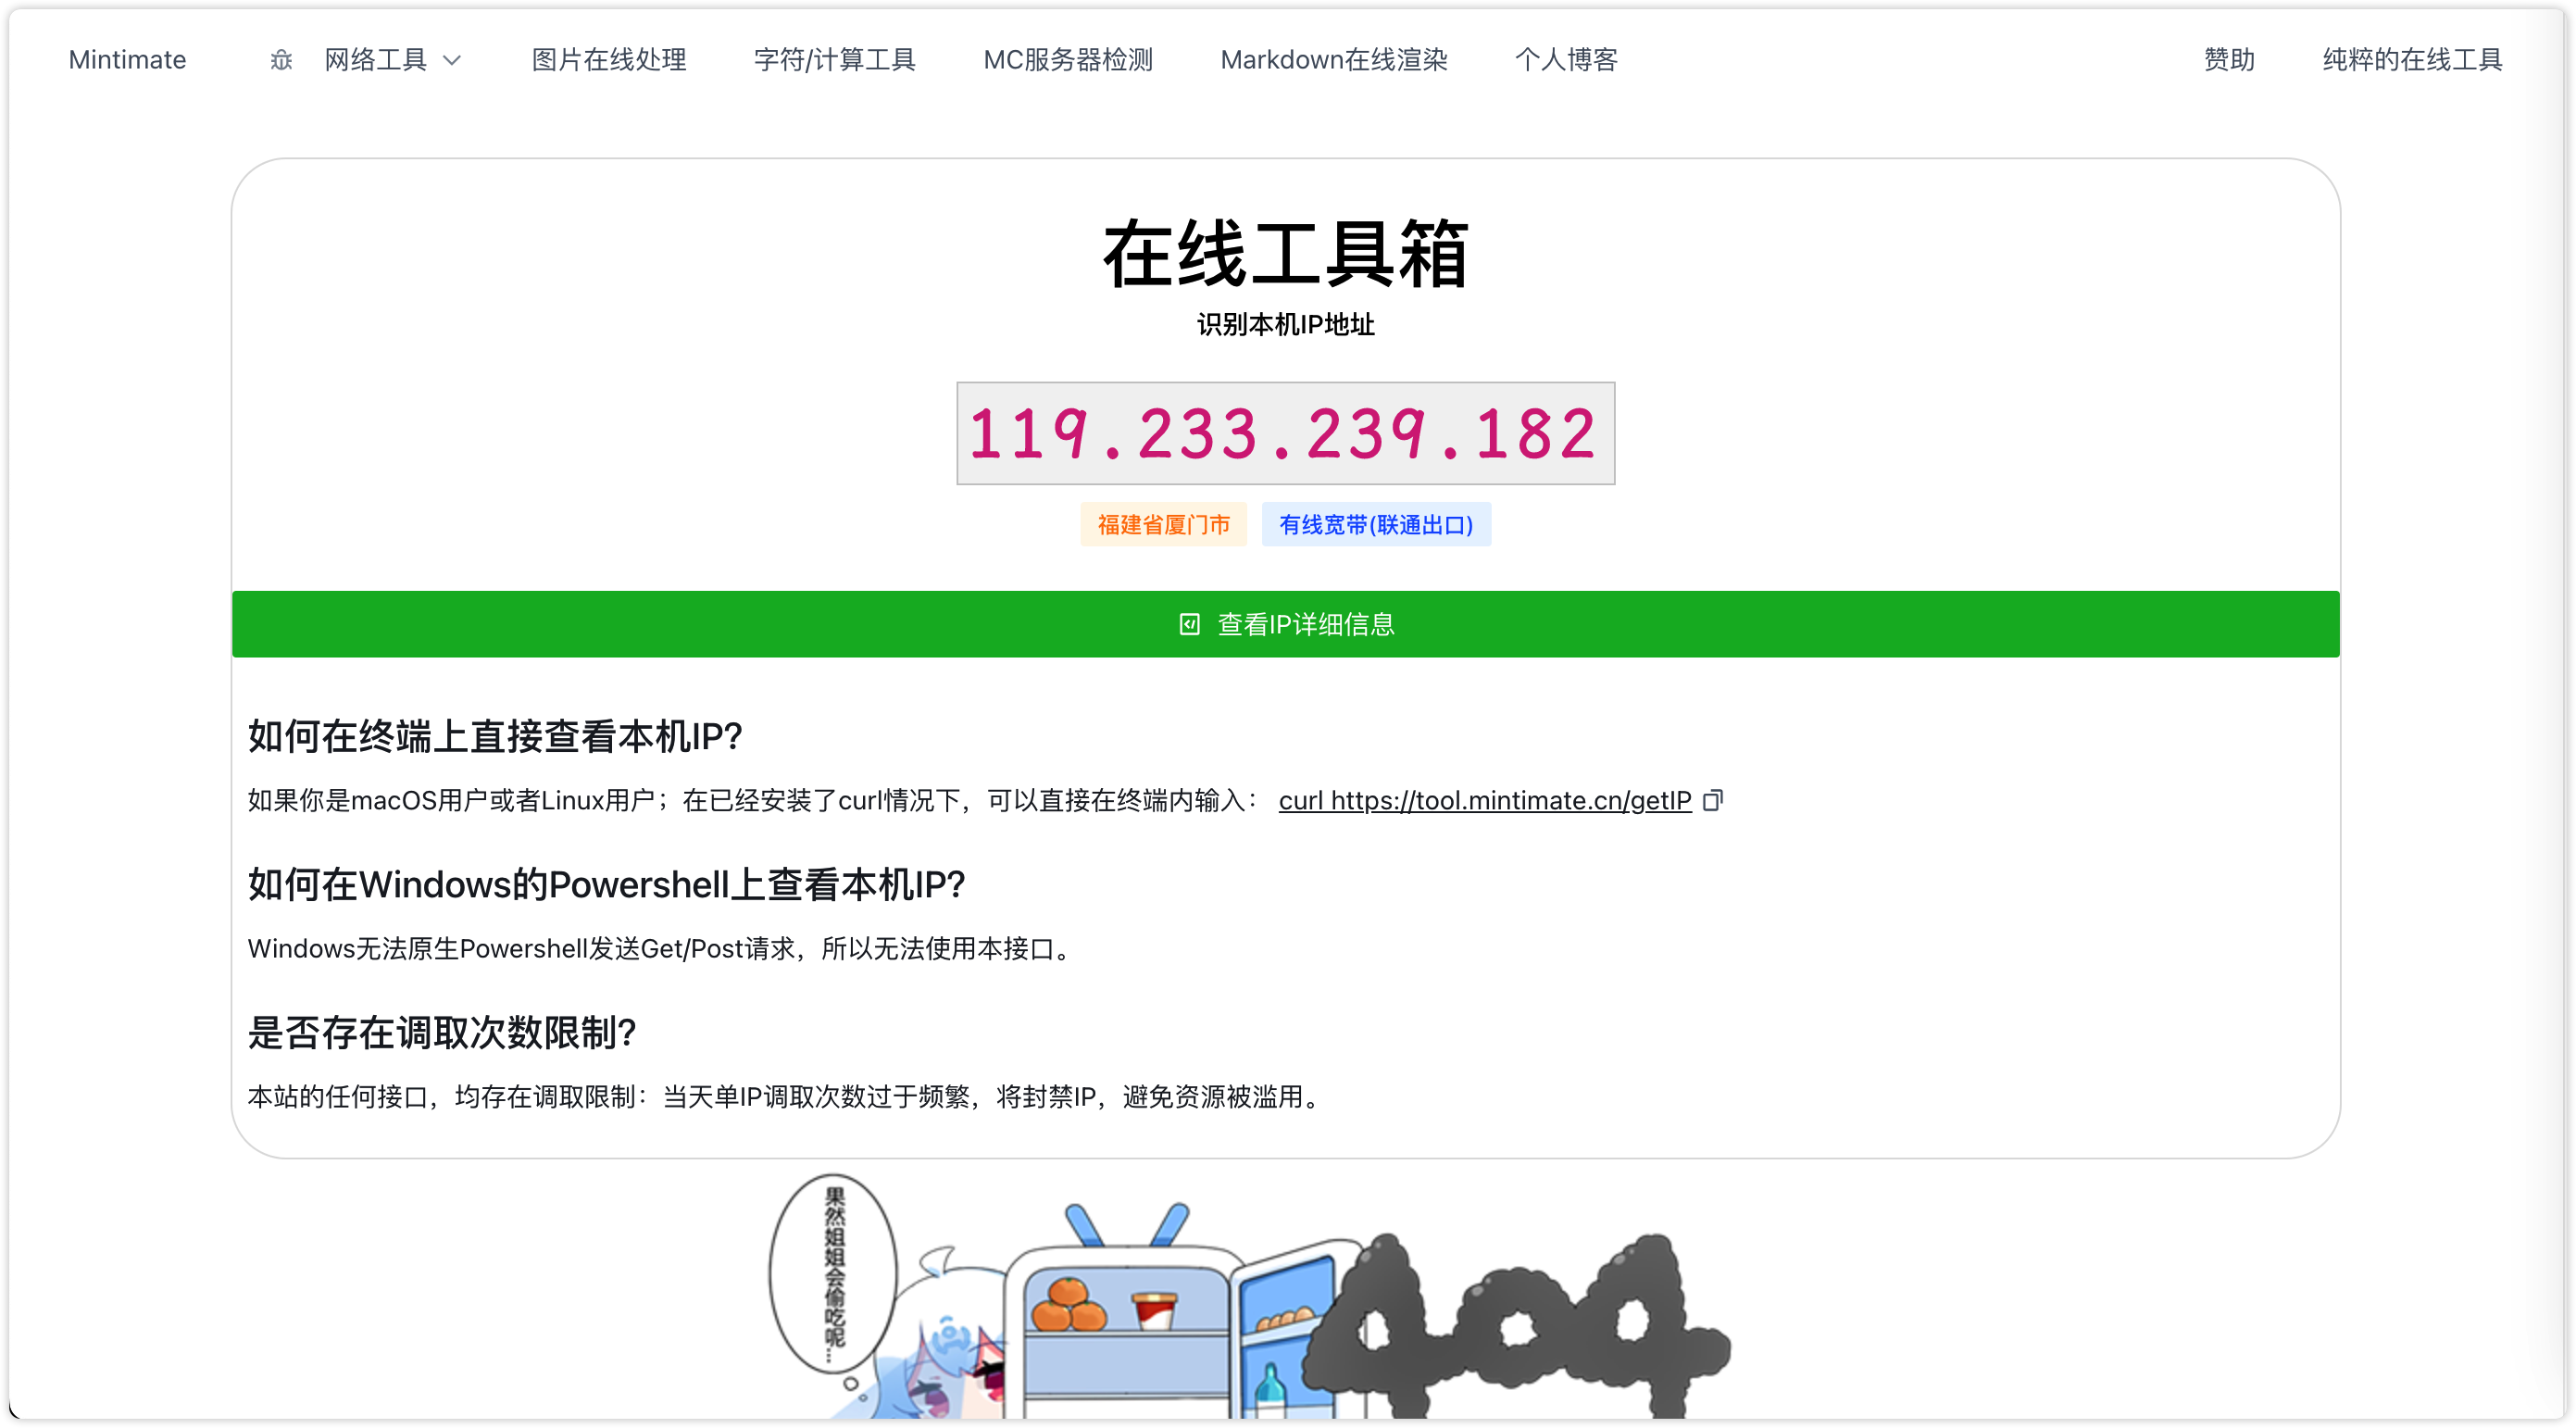 Mintimate 网络工具 图片在线处理 字符/计算工具 MC服务器检测 Markdown在线渲染 个人博客 赞助 纯粹的在线工具
在线工具箱
识别本机IP地址
119.233.239.182
福建省厦门市 有线宽带(联通出口)
查看IP详细信息
如何在终端上直接查看本机IP?
如果你是macOS用户或者Linux用户；在已经安装了curl情况下，可以直接在终端内输入： curl https://tool.mintimate.cn/getIP
如何在Windows的Powershell上查看本机IP?
Windows无法原生Powershell发送Get/Post请求，所以无法使用本接口。
是否存在调取次数限制?
本站的任何接口，均存在调取限制：当天单IP调取次数过于频繁，将封禁IP，避免资源被滥用。
果然姐姐会偷吃呢…
404